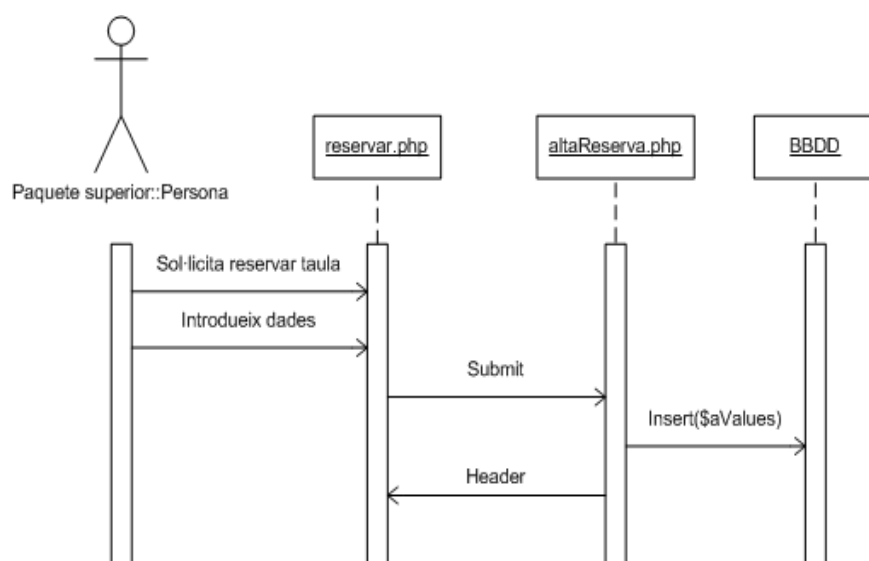 reservar.php
altaReserva.php
BBDD
Paquete superior::Persona
Sol·licita reservar taula
Introdueix dades
Submit
Insert($aValues)
Header